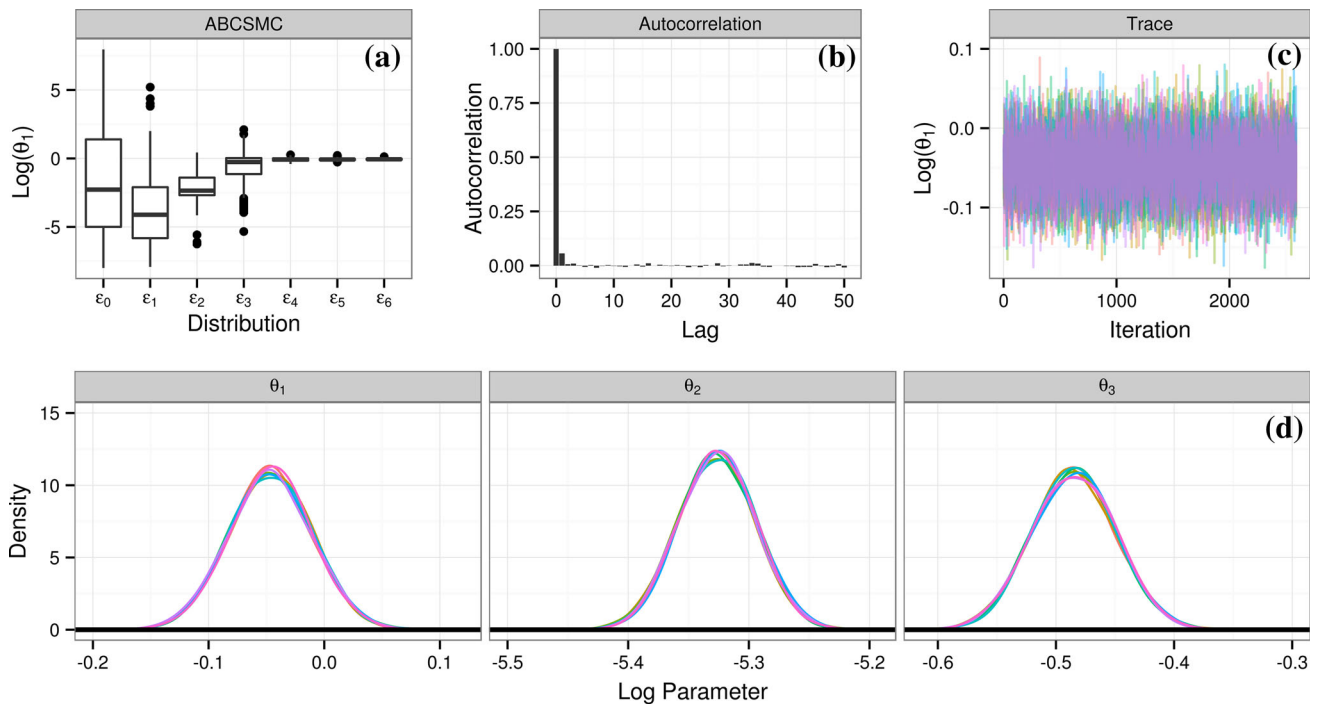 ABCSMC
(a)
Log(θ₁)
5
0
-5
ε₀ ε₁ ε₂ ε₃ ε₄ ε₅ ε₆
Distribution
Autocorrelation
(b)
Autocorrelation
1.00
0.75
0.50
0.25
0.00
0 10 20 30 40 50
Lag
Trace
(c)
Log(θ₁)
0.1
0.0
-0.1
0 1000 2000
Iteration
θ₁ θ₂ θ₃
(d)
Density
15
10
5
0
-0.2 -0.1 0.0 0.1
-5.5 -5.4 -5.3 -5.2
-0.6 -0.5 -0.4 -0.3
Log Parameter